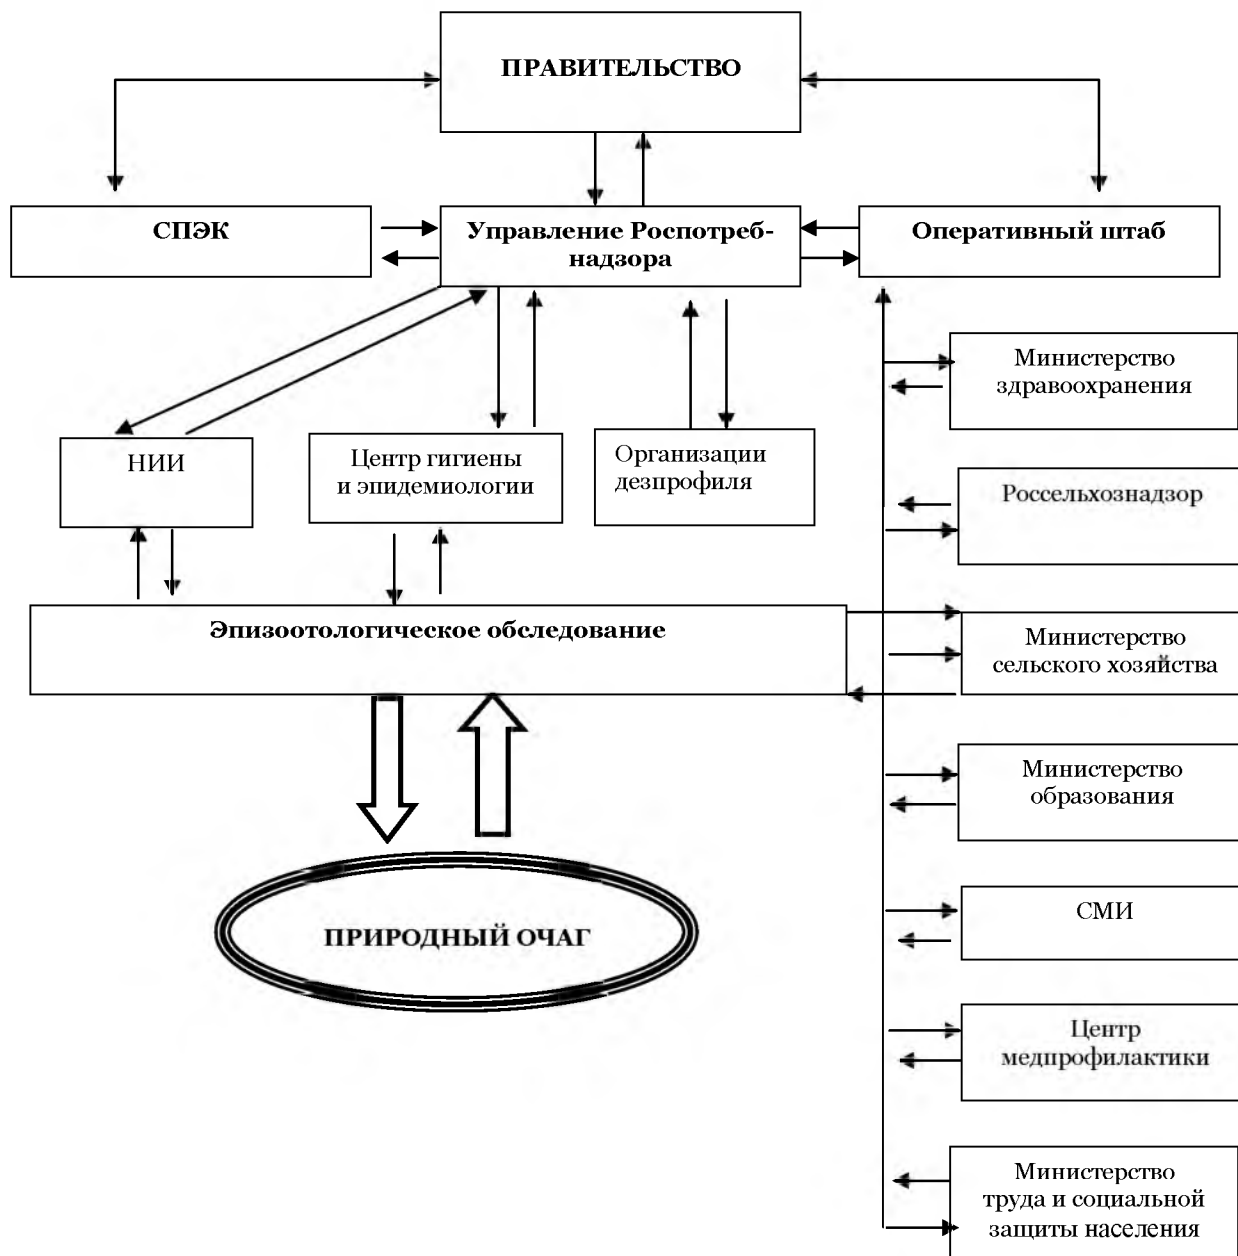 ПРАВИТЕЛЬСТВО
СПЭК
Управление Роспотреб-
надзора
Оперативный штаб
Министерство
здравоохранения
НИИ
Центр гигиены
и эпидемиологии
Организации
дезпрофиля
Россельхознадзор
Эпизоотологическое обследование
Министерство
сельского хозяйства
Министерство
образования
ПРИРОДНЫЙ ОЧАГ
СМИ
Центр
медпрофилактики
Министерство
труда и социальной
защиты населения